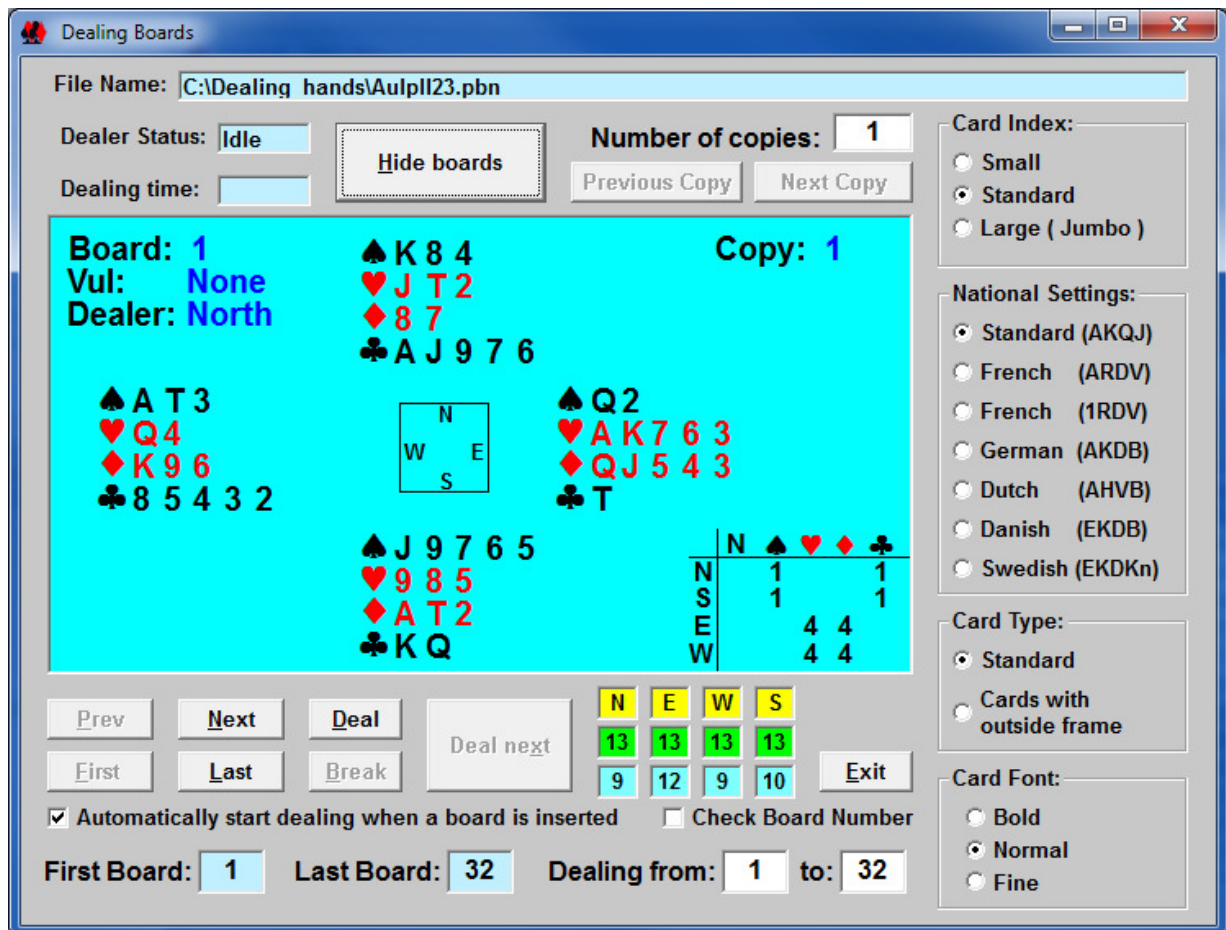 Dealing Boards
File Name: C:\Dealing hands\Aulpll23.pbn
Dealer Status: Idle
Dealing time:
Hide boards
Number of copies: 1
Previous Copy Next Copy
Board: 1
Vul: None
Dealer: North
♠ K 8 4
♥ J T 2
♦ 8 7
♣ A J 9 7 6
Copy: 1
♠ A T 3
♥ Q 4
♦ K 9 6
♣ 8 5 4 3 2
N
W E
S
♠ Q 2
♥ A K 7 6 3
♦ Q J 5 4 3
♣ T
♠ J 9 7 6 5
♥ 9 8 5
♦ A T 2
♣ K Q
N ♠ ♥ ♦ ♣
N 1 1
S 1 1
E 4 4
W 4 4
Prev Next Deal
First Last Break
Deal next
N E W S
13 13 13 13
9 12 9 10
Exit
Automatically start dealing when a board is inserted
Check Board Number
First Board: 1 Last Board: 32 Dealing from: 1 to: 32
Card Index:
Small
Standard
Large ( Jumbo )
National Settings:
Standard (AKQJ)
French (ARDV)
French (1RDV)
German (AKDB)
Dutch (AHVB)
Danish (EKDB)
Swedish (EKDKn)
Card Type:
Standard
Cards with
outside frame
Card Font:
Bold
Normal
Fine